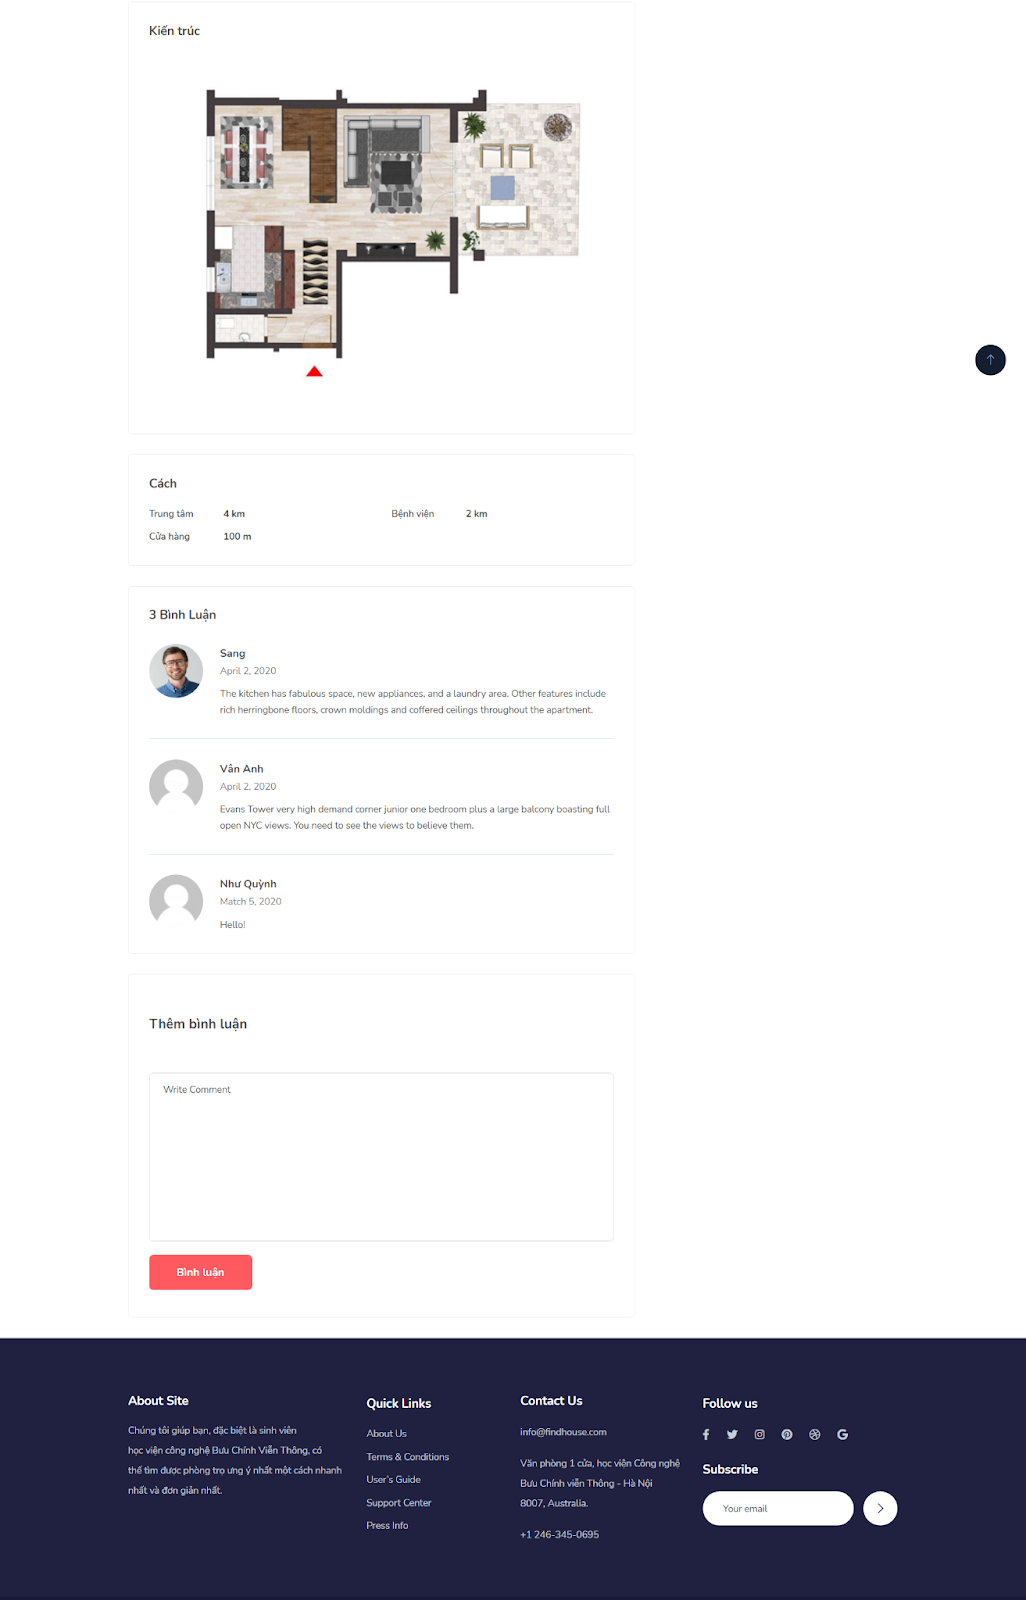 Kiến trúc
Cách
Trung tâm 4 km Bệnh viện 2 km
Cửa hàng 100 m
3 Bình Luận
Sang
April 2, 2020
The kitchen has fabulous space, new appliances, and a laundry area. Other features include
rich herringbone floors, crown moldings and coffered ceilings throughout the apartment.
Vân Anh
April 2, 2020
Evans Tower very high demand corner junior one bedroom plus a large balcony boasting full
open NYC views. You need to see the views to believe them.
Như Quỳnh
Match 5, 2020
Hello!
Thêm bình luận
Write Comment
Bình luận
About Site
Chúng tôi giúp bạn, đặc biệt là sinh viên
học viện công nghệ Bưu Chính Viễn Thông, có
thể tìm được phòng trọ ưng ý nhất một cách nhanh
nhất và đơn giản nhất.
Quick Links
About Us
Terms & Conditions
User's Guide
Support Center
Press Info
Contact Us
info@findhouse.com
Văn phòng 1 cửa, học viện Công nghệ
Bưu Chính viễn Thông - Hà Nội
8007, Australia.
+1 246-345-0695
Follow us
Subscribe
Your email